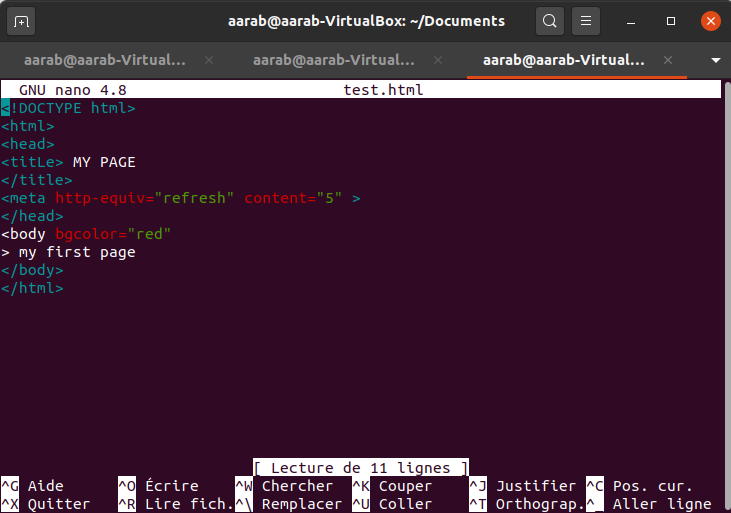 aarab@aarab-VirtualBox: ~/Documents
aarab@aarab-Virtual... × aarab@aarab-Virtual... × aarab@aarab-Virtual... ×
GNU nano 4.8 test.html
<!DOCTYPE html>
<html>
<head>
<titLe> MY PAGE
</title>
<meta http-equiv="refresh" content="5" >
</head>
<body bgcolor="red"
> my first page
</body>
</html>
[ Lecture de 11 lignes ]
^G Aide ^O Écrire ^W Chercher ^K Couper ^J Justifier ^C Pos. cur.
^X Quitter ^R Lire fich. ^\ Remplacer ^U Coller ^T Orthograp. ^_ Aller ligne